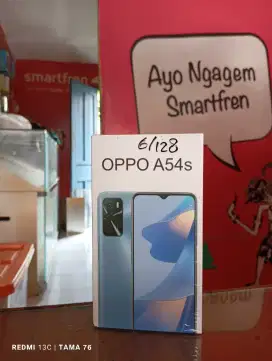 smartfren
Ayo Ngagem
Smartfren
6/128
OPPO A54s
REDMI 13C | TAMA 76